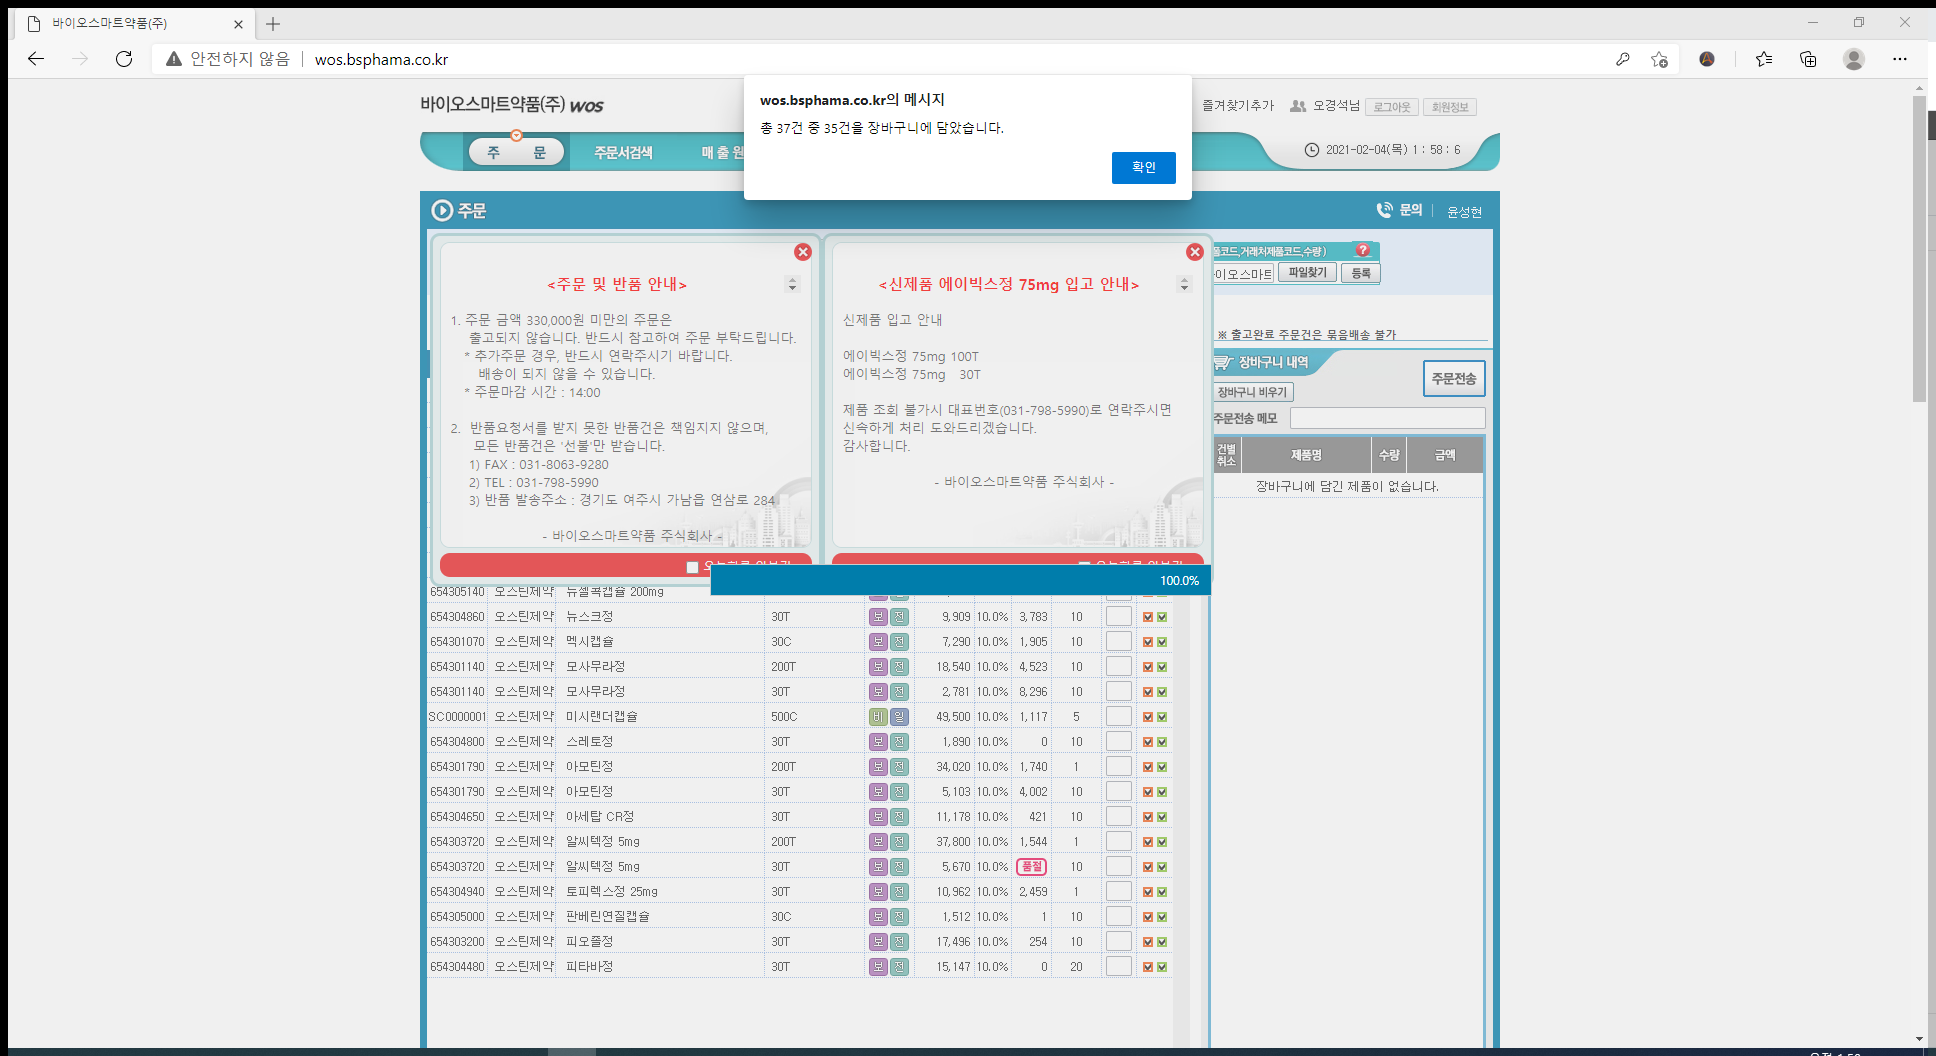 바이오스마트약품(주)
안전하지 않음 wos.bsphama.co.kr
wos.bsphama.co.kr의 메시지
총 37건 중 35건을 장바구니에 담았습니다.
확인
바이오스마트약품(주) wos
즐겨찾기추가 오경석님 로그아웃 회원정보
주 문 주문서검색 매 출 원
2021-02-04(목) 1 : 58 : 6
주문
문의 윤성현
<주문 및 반품 안내>
1. 주문 금액 330,000원 미만의 주문은
출고되지 않습니다. 반드시 참고하여 주문 부탁드립니다.
* 추가주문 경우, 반드시 연락주시기 바랍니다.
배송이 되지 않을 수 있습니다.
* 주문마감 시간 : 14:00
2. 반품요청서를 받지 못한 반품건은 책임지지 않으며,
모든 반품건은 '선불'만 받습니다.
1) FAX : 031-8063-9280
2) TEL : 031-798-5990
3) 반품 발송주소 : 경기도 여주시 가남읍 연삼로 284
- 바이오스마트약품 주식회사 -
<신제품 에이빅스정 75mg 입고 안내>
신제품 입고 안내
에이빅스정 75mg 100T
에이빅스정 75mg 30T
제품 조회 불가시 대표번호(031-798-5990)로 연락주시면
신속하게 처리 도와드리겠습니다.
감사합니다.
- 바이오스마트약품 주식회사 -
품코드,거래처제품코드,수량 ) ?
바이오스마트 파일찾기 등록
※ 출고완료 주문건은 묶음배송 불가
장바구니 내역
주문전송
장바구니 비우기
주문전송 메모
건별취소 제품명 수량 금액
장바구니에 담긴 제품이 없습니다.
100.0%
654305140 오스틴제약 뉴셀콕캡슐 200mg
654304860 오스틴제약 뉴스크정 30T 보 전 9,909 10.0% 3,783 10
654301070 오스틴제약 멕시캡슐 30C 보 전 7,290 10.0% 1,905 10
654301140 오스틴제약 모사무라정 200T 보 전 18,540 10.0% 4,523 10
654301140 오스틴제약 모사무라정 30T 보 전 2,781 10.0% 8,296 10
SC0000001 오스틴제약 미시랜더캡슐 500C 비 일 49,500 10.0% 1,117 5
654304800 오스틴제약 스레토정 30T 보 전 1,890 10.0% 0 10
654301790 오스틴제약 아모틴정 200T 보 전 34,020 10.0% 1,740 1
654301790 오스틴제약 아모틴정 30T 보 전 5,103 10.0% 4,002 10
654304650 오스틴제약 아세탑 CR정 30T 보 전 11,178 10.0% 421 10
654303720 오스틴제약 알씨텍정 5mg 200T 보 전 37,800 10.0% 1,544 1
654303720 오스틴제약 알씨텍정 5mg 30T 보 전 5,670 10.0% 품절 10
654304940 오스틴제약 토피렉스정 25mg 30T 보 전 10,962 10.0% 2,459 1
654305000 오스틴제약 판베린연질캡슐 30C 보 전 1,512 10.0% 1 10
654303200 오스틴제약 피오졸정 30T 보 전 17,496 10.0% 254 10
654304480 오스틴제약 피타바정 30T 보 전 15,147 10.0% 0 20